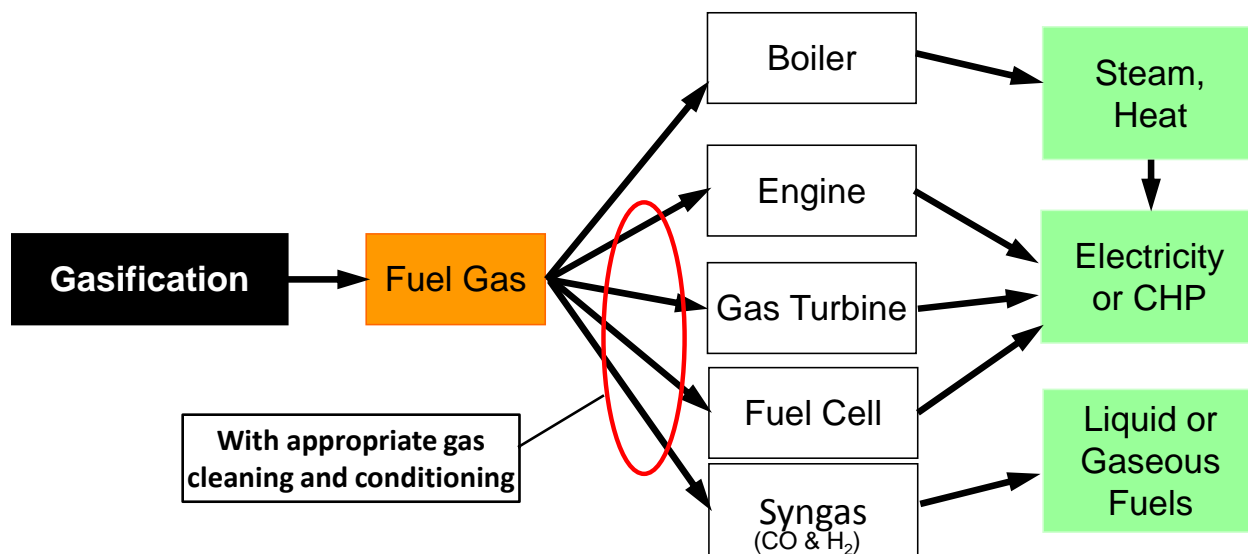 Boiler
Steam,
Heat
Engine
Gasification
Fuel Gas
Electricity
or CHP
Gas Turbine
Fuel Cell
With appropriate gas
cleaning and conditioning
Liquid or
Gaseous
Fuels
Syngas
(CO & H₂)